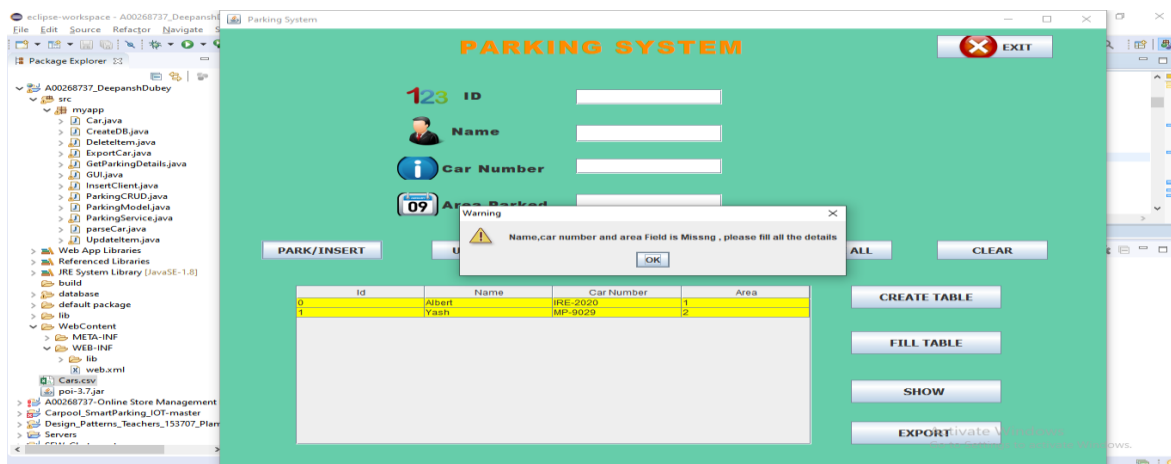 eclipse-workspace - A00268737_Deepansh
File Edit Source Refactor Navigate
Package Explorer
A00268737_DeepanshDubey
src
myapp
Car.java
CreateDB.java
DeleteItem.java
ExportCar.java
GetParkingDetails.java
GUI.java
InsertClient.java
ParkingCRUD.java
ParkingModel.java
ParkingService.java
parseCar.java
UpdateItem.java
Web App Libraries
Referenced Libraries
JRE System Library [JavaSE-1.8]
build
database
default package
lib
WebContent
META-INF
WEB-INF
lib
web.xml
Cars.csv
poi-3.7.jar
A00268737-Online Store Management
Carpool_SmartParking_IOT-master
Design_Patterns_Teachers_153707_Plan
Servers
Parking System
PARKING SYSTEM
EXIT
123 ID
Name
i Car Number
09 Area Parked
Warning
Name,car number and area Field is Missng , please fill all the details
OK
PARK/INSERT
U
ALL
CLEAR
Id Name Car Number Area
0 Albert IRE-2020 1
1 Yash MP-9029 2
CREATE TABLE
FILL TABLE
SHOW
EXPORT
Activate Windows